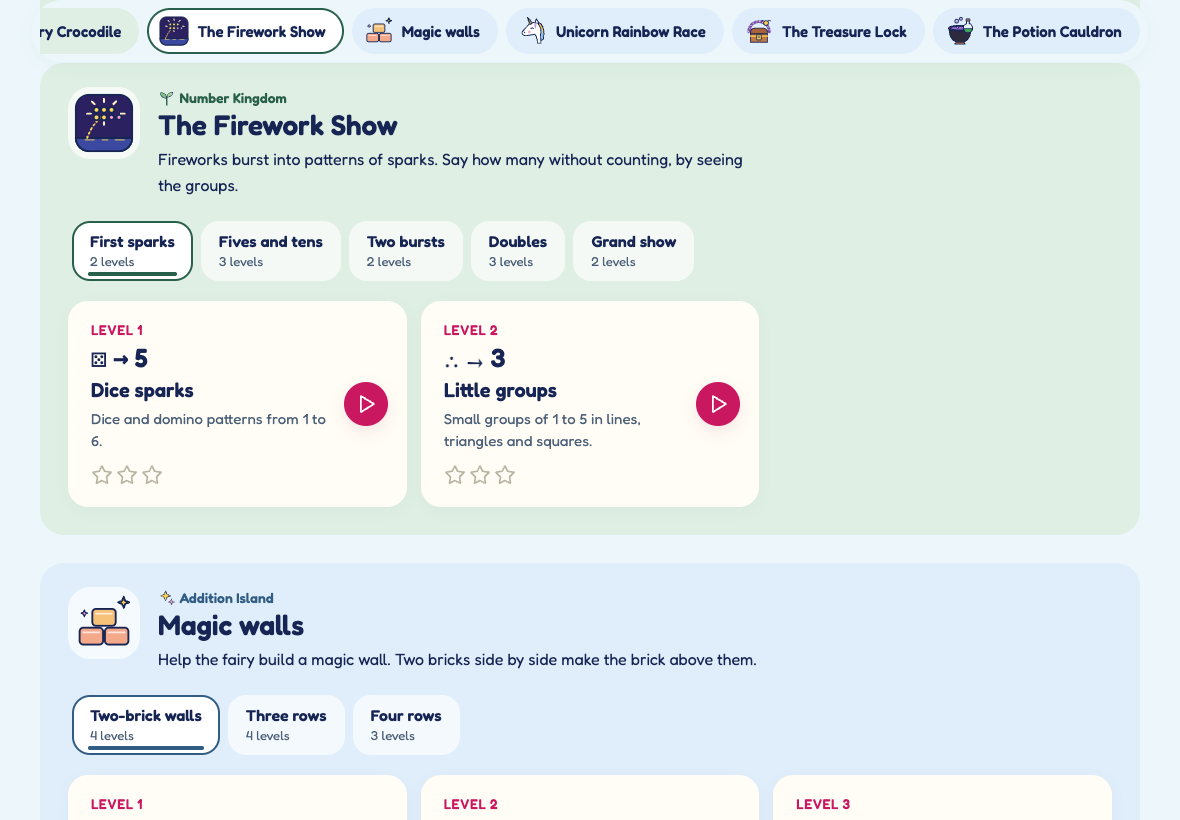 ry Crocodile
The Firework Show
Magic walls
Unicorn Rainbow Race
The Treasure Lock
The Potion Cauldron
Number Kingdom
The Firework Show
Fireworks burst into patterns of sparks. Say how many without counting, by seeing
the groups.
First sparks
2 levels
Fives and tens
3 levels
Two bursts
2 levels
Doubles
3 levels
Grand show
2 levels
LEVEL 1
⚄ → 5
Dice sparks
Dice and domino patterns from 1 to
6.
LEVEL 2
∴ → 3
Little groups
Small groups of 1 to 5 in lines,
triangles and squares.
Addition Island
Magic walls
Help the fairy build a magic wall. Two bricks side by side make the brick above them.
Two-brick walls
4 levels
Three rows
4 levels
Four rows
3 levels
LEVEL 1
LEVEL 2
LEVEL 3